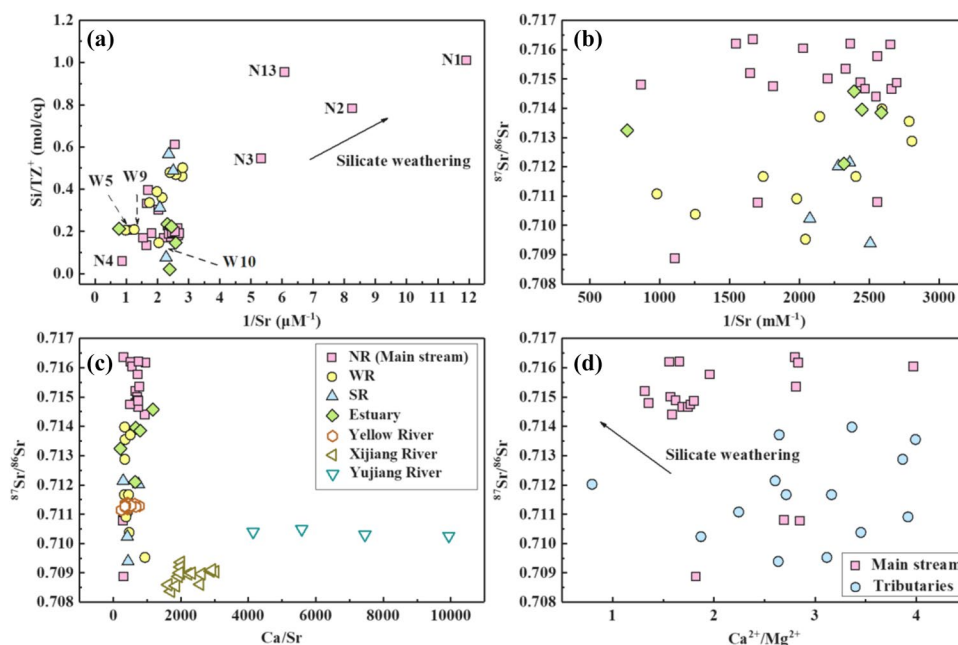 (a)
1.2
1.0
0.8
0.6
0.4
0.2
0.0
Si/TZ⁺ (mol/eq)
N1
N13
N2
N3
Silicate weathering
W5
W9
W10
N4
0 1 2 3 4 5 6 7 8 9 10 11 12
1/Sr (μM⁻¹)
(b)
0.717
0.716
0.715
0.714
0.713
0.712
0.711
0.710
0.709
0.708
⁸⁷Sr/⁸⁶Sr
500 1000 1500 2000 2500 3000
1/Sr (mM⁻¹)
(c)
0.717
0.716
0.715
0.714
0.713
0.712
0.711
0.710
0.709
0.708
⁸⁷Sr/⁸⁶Sr
NR (Main stream)
WR
SR
Estuary
Yellow River
Xijiang River
Yujiang River
0 2000 4000 6000 8000 10000
Ca/Sr
(d)
0.717
0.716
0.715
0.714
0.713
0.712
0.711
0.710
0.709
0.708
⁸⁷Sr/⁸⁶Sr
Silicate weathering
Main stream
Tributaries
1 2 3 4
Ca²⁺/Mg²⁺